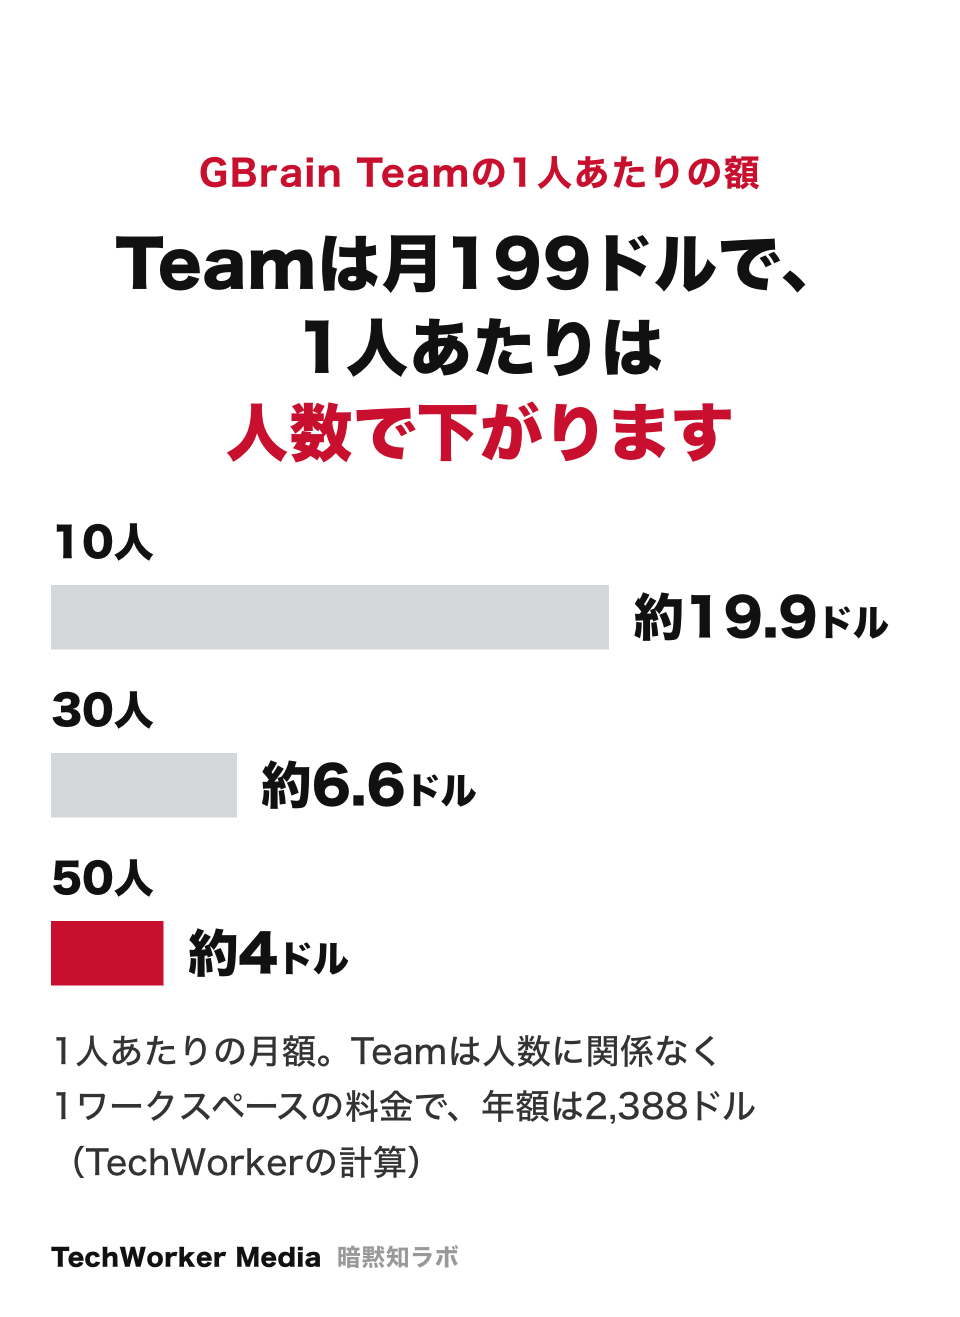 GBrain Teamの1人あたりの額
Teamは月199ドルで、
1人あたりは
人数で下がります
10人
約19.9ドル
30人
約6.6ドル
50人
約4ドル
1人あたりの月額。Teamは人数に関係なく
1ワークスペースの料金で、年額は2,388ドル
（TechWorkerの計算）
TechWorker Media 暗黙知ラボ